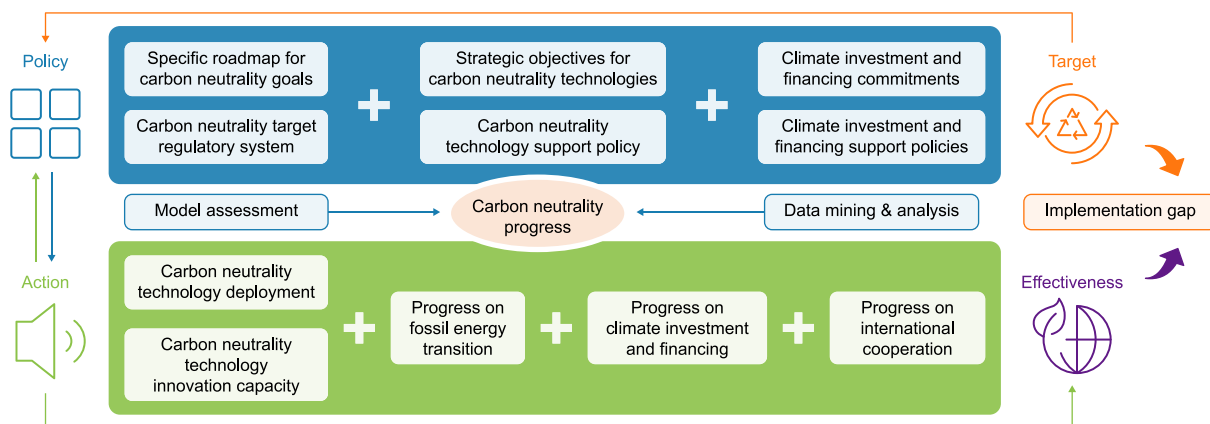 Policy
Specific roadmap for
carbon neutrality goals
Strategic objectives for
carbon neutrality technologies
Climate investment and
financing commitments
Target
Carbon neutrality target
regulatory system
Carbon neutrality
technology support policy
Climate investment and
financing support policies
Model assessment
Carbon neutrality
progress
Data mining & analysis
Implementation gap
Action
Carbon neutrality
technology deployment
Carbon neutrality
technology
innovation capacity
Progress on
fossil energy
transition
Progress on
climate investment
and financing
Progress on
international
cooperation
Effectiveness